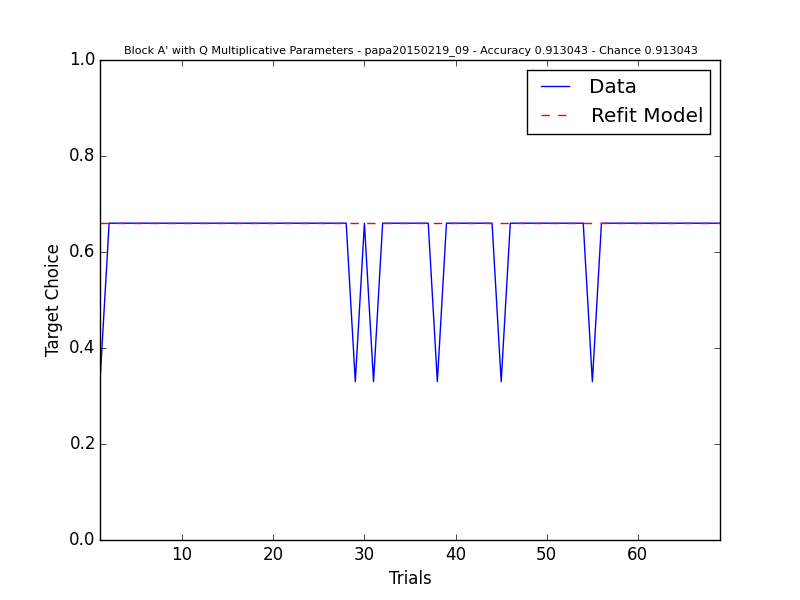 Block A' with Q Multiplicative Parameters - papa20150219_09 - Accuracy 0.913043 - Chance 0.913043
1.0
Data
Refit Model
0.8
0.6
Target Choice
0.4
0.2
0.0
10 20 30 40 50 60
Trials